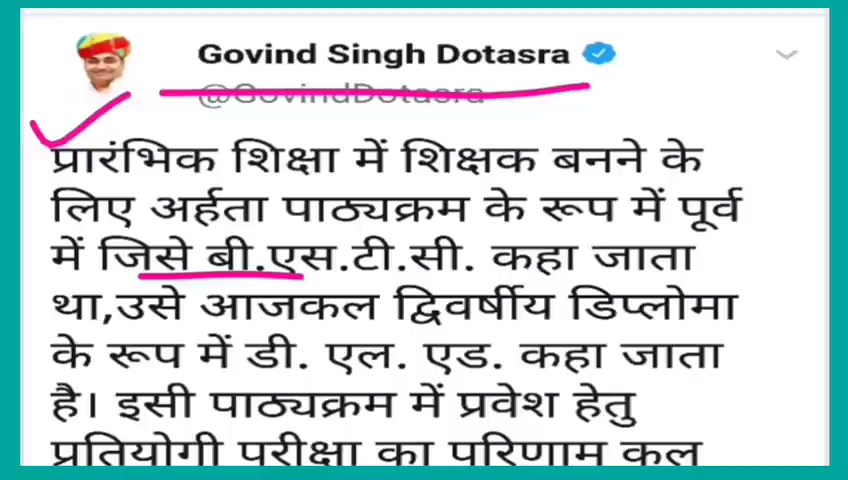 Govind Singh Dotasra
@GovindDotasra
प्रारंभिक शिक्षा में शिक्षक बनने के
लिए अर्हता पाठ्यक्रम के रूप में पूर्व
में जिसे बी.एस.टी.सी. कहा जाता
था,उसे आजकल द्विवर्षीय डिप्लोमा
के रूप में डी. एल. एड. कहा जाता
है। इसी पाठ्यक्रम में प्रवेश हेतु
प्रतियोगी परीक्षा का परिणाम कल